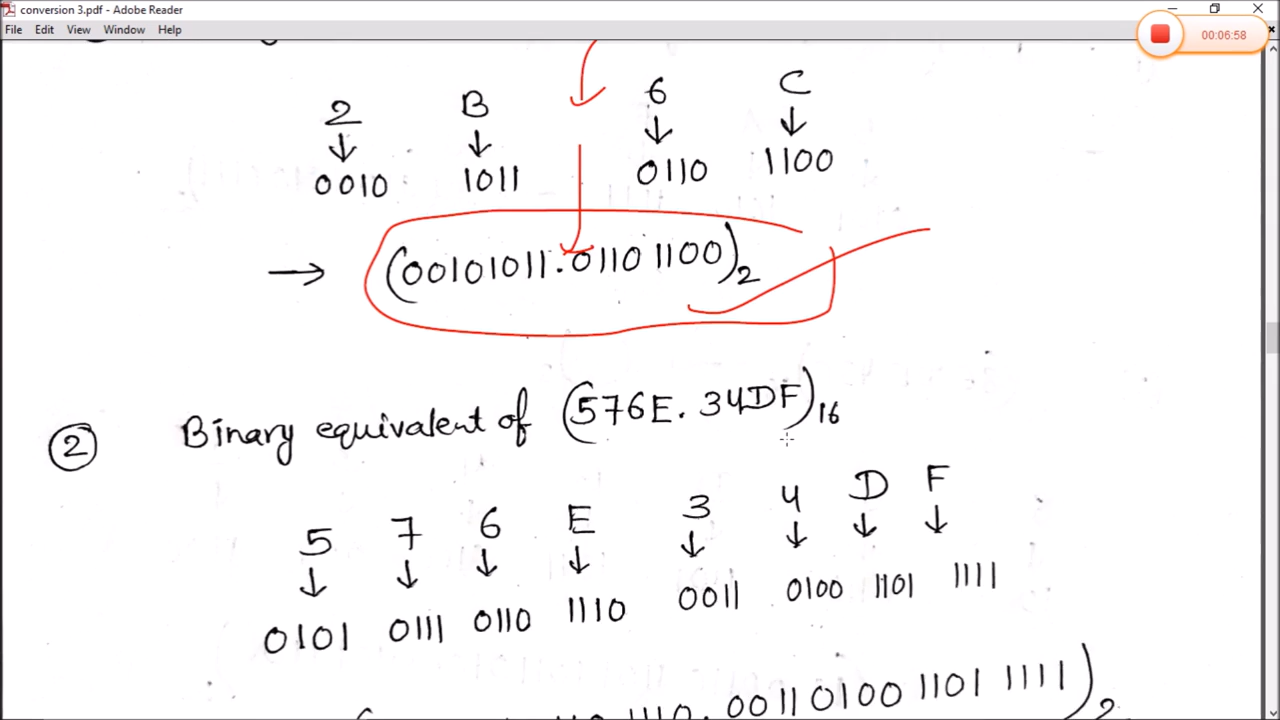 conversion 3.pdf - Adobe Reader
File Edit View Window Help
00:06:58
2 B 6 C
0010 1011 0110 1100
→ (00101011.01101100)2
② Binary equivalent of (576E.34DF)16
5 7 6 E 3 4 D F
0101 0111 0110 1110 0011 0100 1101 1111
1110. 0011 0100 1101 1111)2